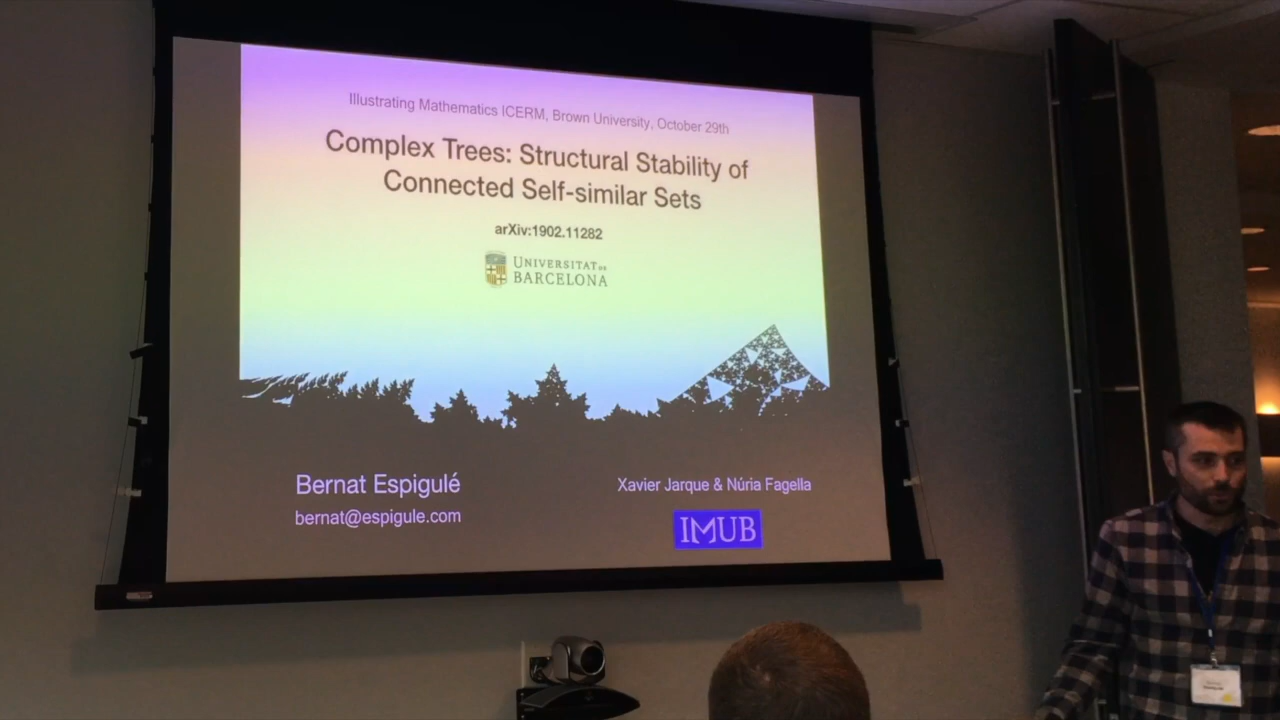 Illustrating Mathematics ICERM, Brown University, October 29th
Complex Trees: Structural Stability of
Connected Self-similar Sets
arXiv:1902.11282
UNIVERSITAT DE
BARCELONA
Bernat Espigulé
bernat@espigule.com
Xavier Jarque & Núria Fagella
IMUB